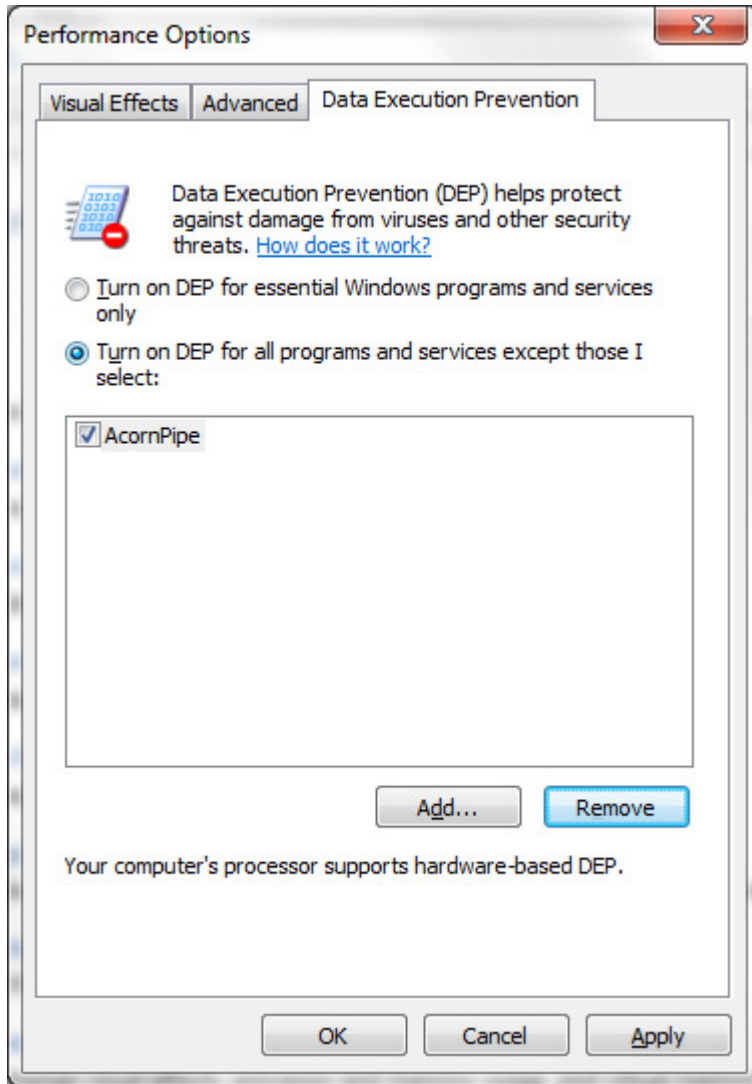 Performance Options
Visual Effects
Advanced
Data Execution Prevention
Data Execution Prevention (DEP) helps protect
against damage from viruses and other security
threats. How does it work?
Turn on DEP for essential Windows programs and services
only
Turn on DEP for all programs and services except those I
select:
AcornPipe
Add...
Remove
Your computer's processor supports hardware-based DEP.
OK
Cancel
Apply